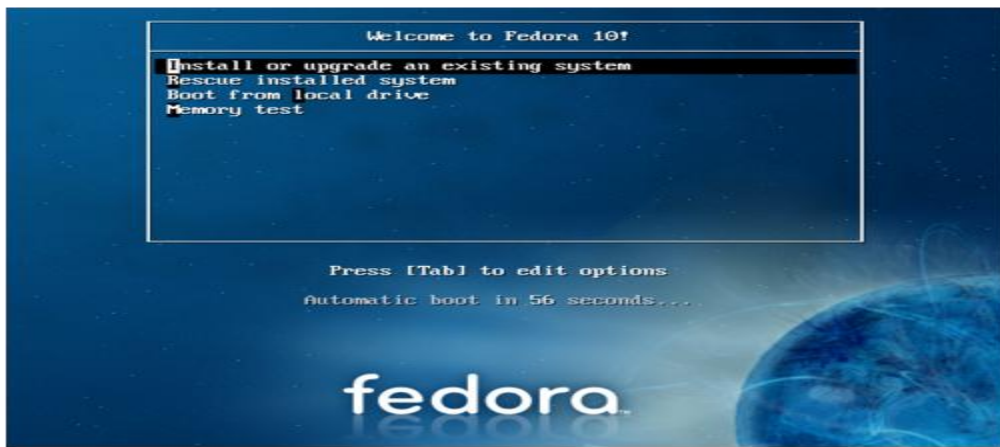 Welcome to Fedora 10!
Install or upgrade an existing system
Rescue installed system
Boot from local drive
Memory test
Press [Tab] to edit options
Automatic boot in 56 seconds...
fedora